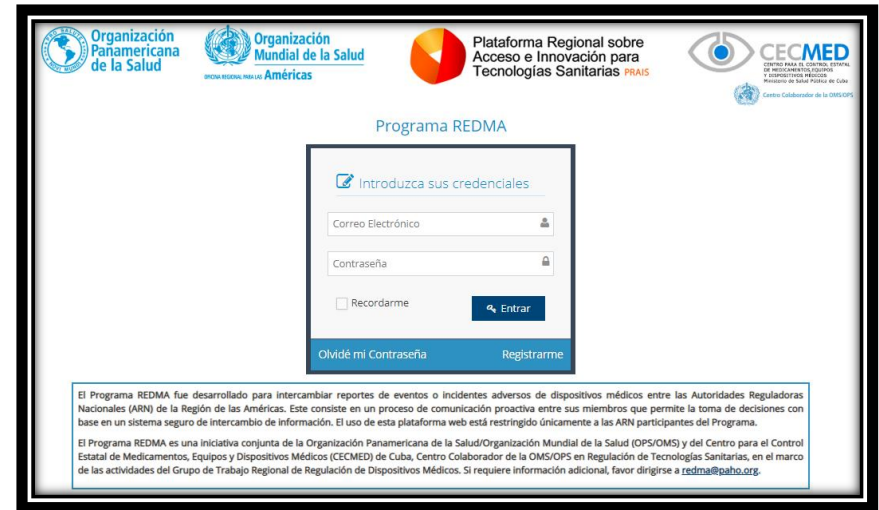 Organización
Panamericana
de la Salud
Organización
Mundial de la Salud
OFICINA REGIONAL PARA LAS Américas
Plataforma Regional sobre
Acceso e Innovación para
Tecnologías Sanitarias PRAIS
CECMED
CENTRO PARA EL CONTROL ESTATAL
DE MEDICAMENTOS, EQUIPOS
Y DISPOSITIVOS MÉDICOS
Ministerio de Salud Pública de Cuba
Centro Colaborador de la OMS/OPS
Programa REDMA
Introduzca sus credenciales
Correo Electrónico
Contraseña
Recordarme
Entrar
Olvidé mi Contraseña
Registrarme
El Programa REDMA fue desarrollado para intercambiar reportes de eventos o incidentes adversos de dispositivos médicos entre las Autoridades Reguladoras
Nacionales (ARN) de la Región de las Américas. Este consiste en un proceso de comunicación proactiva entre sus miembros que permite la toma de decisiones con
base en un sistema seguro de intercambio de información. El uso de esta plataforma web está restringido únicamente a las ARN participantes del Programa.
El Programa REDMA es una iniciativa conjunta de la Organización Panamericana de la Salud/Organización Mundial de la Salud (OPS/OMS) y del Centro para el Control
Estatal de Medicamentos, Equipos y Dispositivos Médicos (CECMED) de Cuba, Centro Colaborador de la OMS/OPS en Regulación de Tecnologías Sanitarias, en el marco
de las actividades del Grupo de Trabajo Regional de Regulación de Dispositivos Médicos. Si requiere información adicional, favor dirigirse a redma@paho.org.